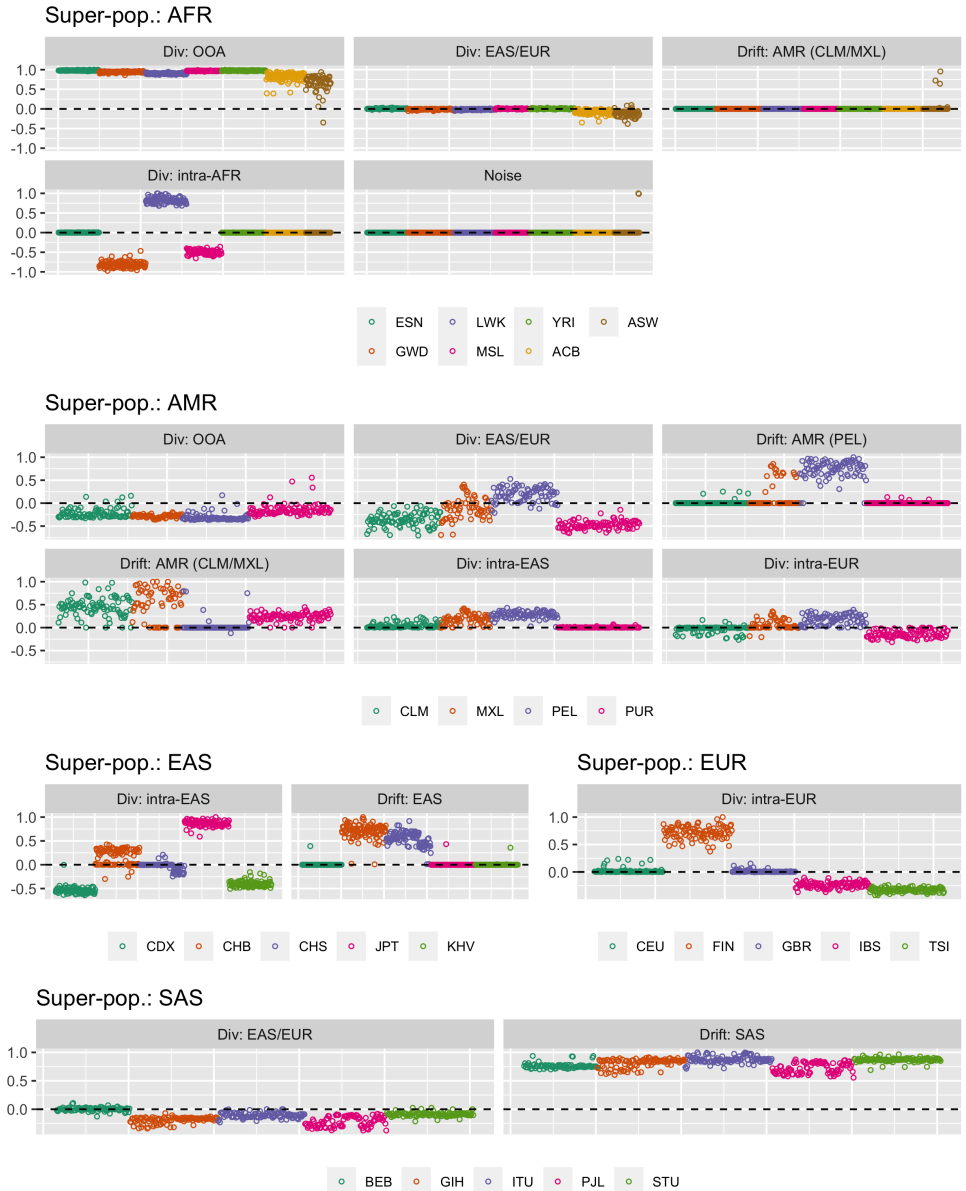 Super-pop.: AFR
Div: OOA Div: EAS/EUR Drift: AMR (CLM/MXL)
1.0
0.5
0.0
-0.5
-1.0
Div: intra-AFR Noise
1.0
0.5
0.0
-0.5
-1.0
ESN LWK YRI ASW
GWD MSL ACB
Super-pop.: AMR
Div: OOA Div: EAS/EUR Drift: AMR (PEL)
1.0
0.5
0.0
-0.5
Drift: AMR (CLM/MXL) Div: intra-EAS Div: intra-EUR
1.0
0.5
0.0
-0.5
CLM MXL PEL PUR
Super-pop.: EAS Super-pop.: EUR
Div: intra-EAS Drift: EAS Div: intra-EUR
1.0 1.0
0.5 0.5
0.0 0.0
-0.5
CDX CHB CHS JPT KHV CEU FIN GBR IBS TSI
Super-pop.: SAS
Div: EAS/EUR Drift: SAS
1.0
0.5
0.0
BEB GIH ITU PJL STU